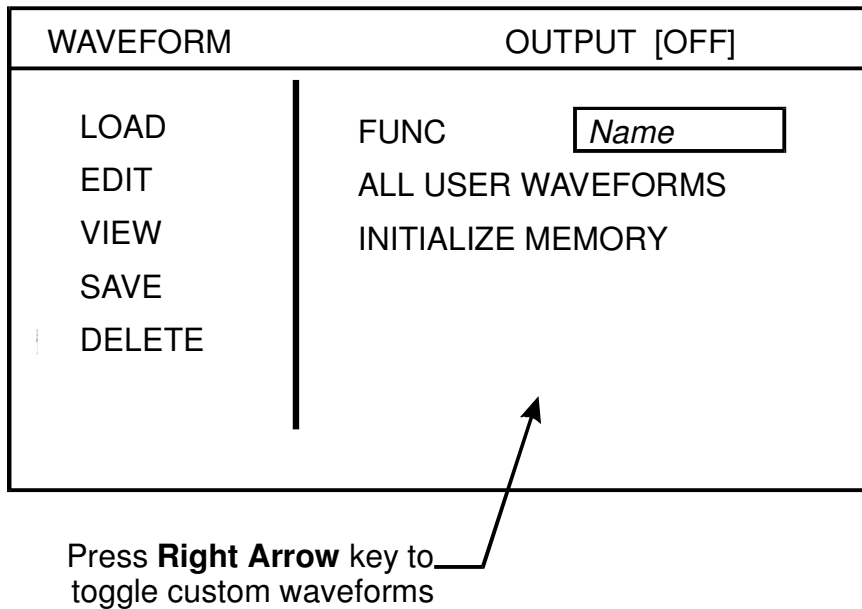 WAVEFORM OUTPUT [OFF]
LOAD
EDIT
VIEW
SAVE
DELETE
FUNC Name
ALL USER WAVEFORMS
INITIALIZE MEMORY
Press Right Arrow key to
toggle custom waveforms